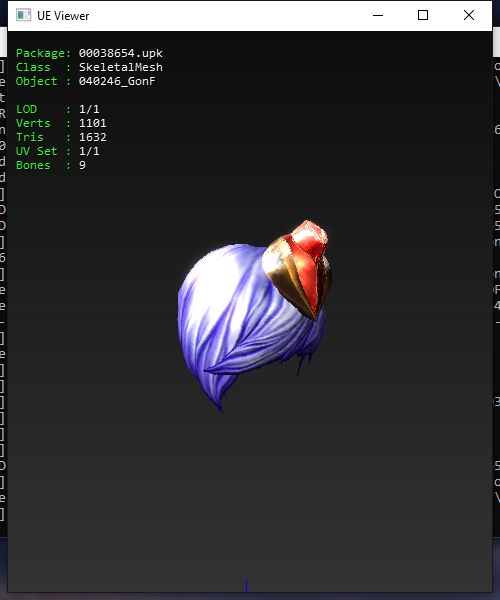 UE Viewer
Package: 00038654.upk
Class  : SkeletalMesh
Object : 040246_GonF
LOD    : 1/1
Verts  : 1101
Tris   : 1632
UV Set : 1/1
Bones  : 9